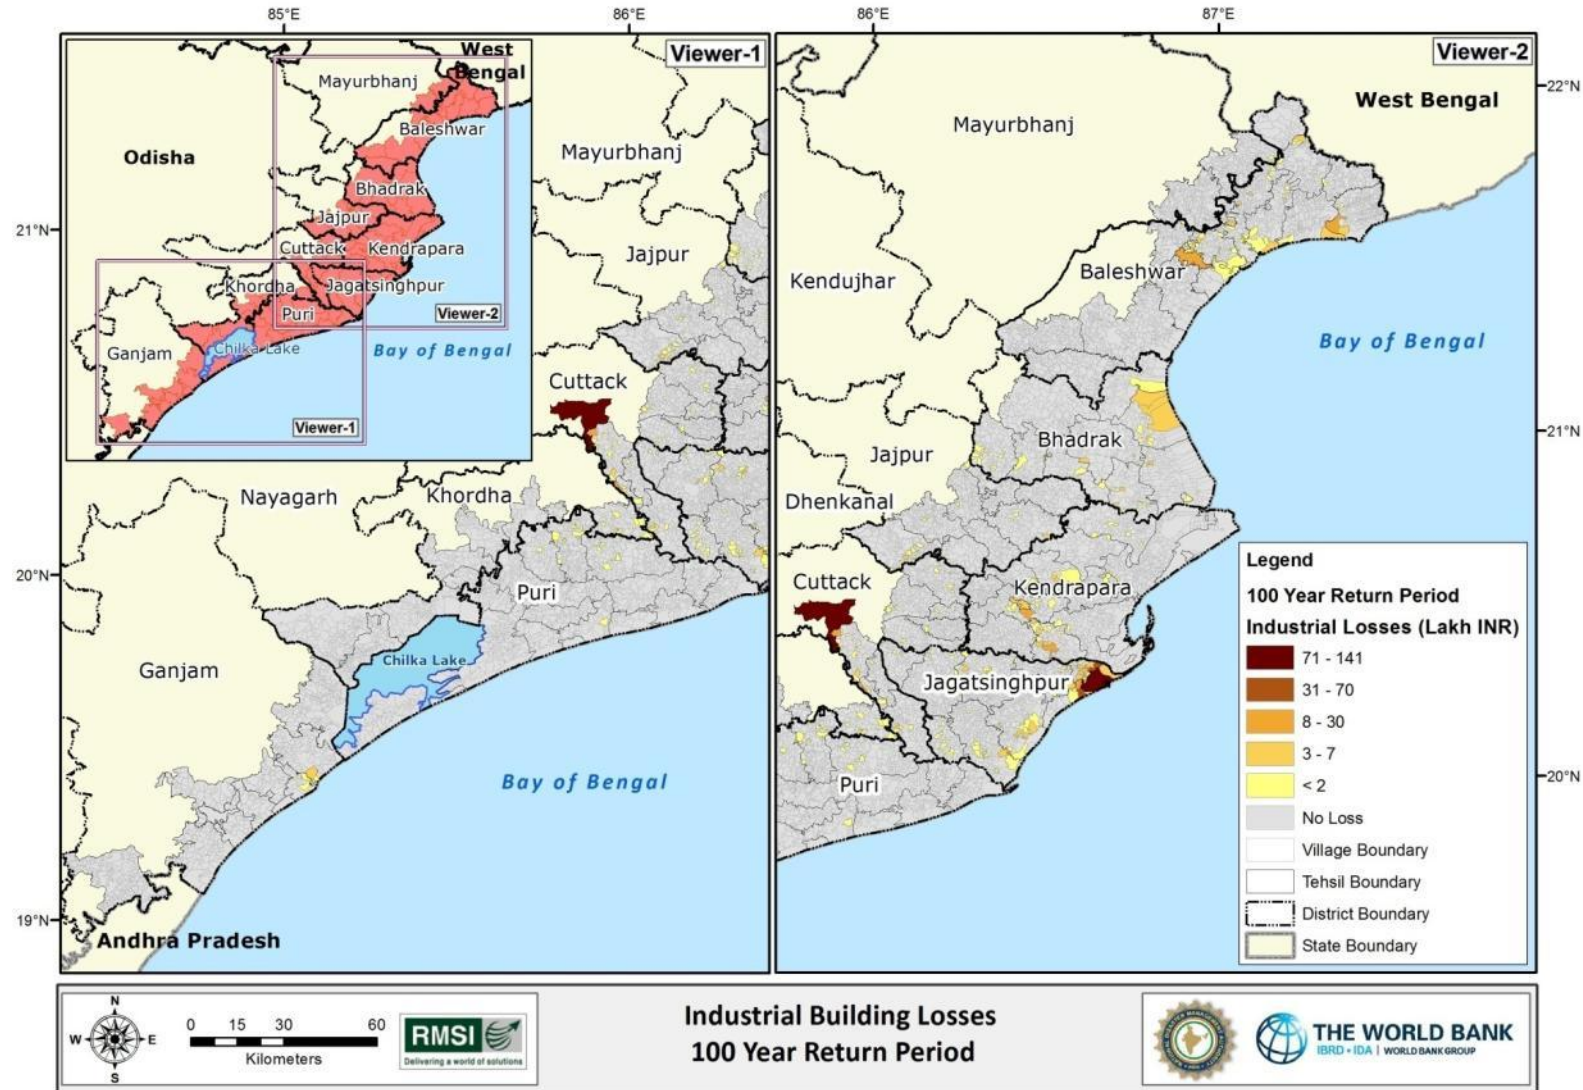 85°E
86°E
86°E
87°E
22°N
21°N
20°N
19°N
21°N
20°N
West
Bengal
Mayurbhanj
Baleshwar
Odisha
Bhadrak
Jajpur
Cuttack
Kendrapara
Khordha
Jagatsinghpur
Puri
Viewer-2
Ganjam
Chilka Lake
Bay of Bengal
Viewer-1
Viewer-1
Mayurbhanj
Jajpur
Cuttack
Nayagarh
Khordha
Puri
Chilka Lake
Ganjam
Bay of Bengal
Andhra Pradesh
Viewer-2
West Bengal
Mayurbhanj
Kendujhar
Baleshwar
Bay of Bengal
Bhadrak
Jajpur
Dhenkanal
Cuttack
Kendrapara
Jagatsinghpur
Puri
Legend
100 Year Return Period
Industrial Losses (Lakh INR)
71 - 141
31 - 70
8 - 30
3 - 7
< 2
No Loss
Village Boundary
Tehsil Boundary
District Boundary
State Boundary
N
W
E
S
0 15 30 60
Kilometers
RMSI
Delivering a world of solutions
Industrial Building Losses
100 Year Return Period
THE WORLD BANK
IBRD • IDA | WORLD BANK GROUP